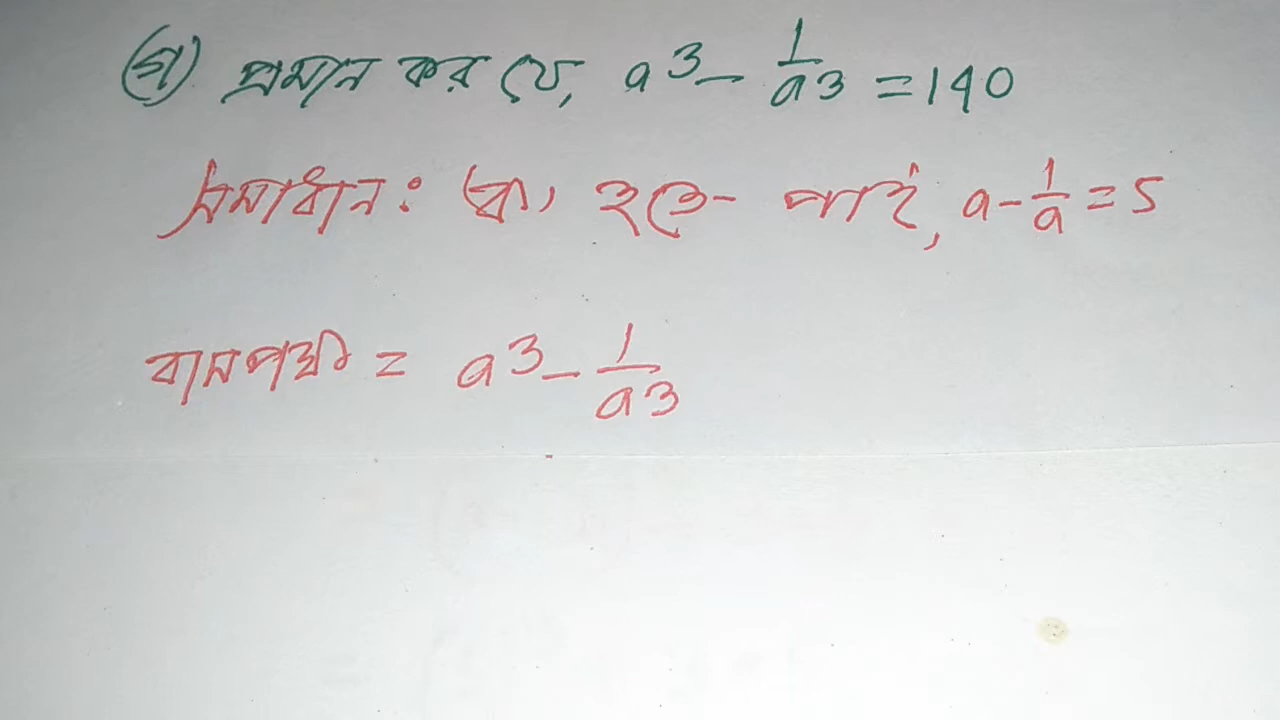 (গ) প্রমান কর যে, a³ - 1/a³ = 140
সমাধান: (ক) হতে পাই, a - 1/a = 5
বামপক্ষ = a³ - 1/a³